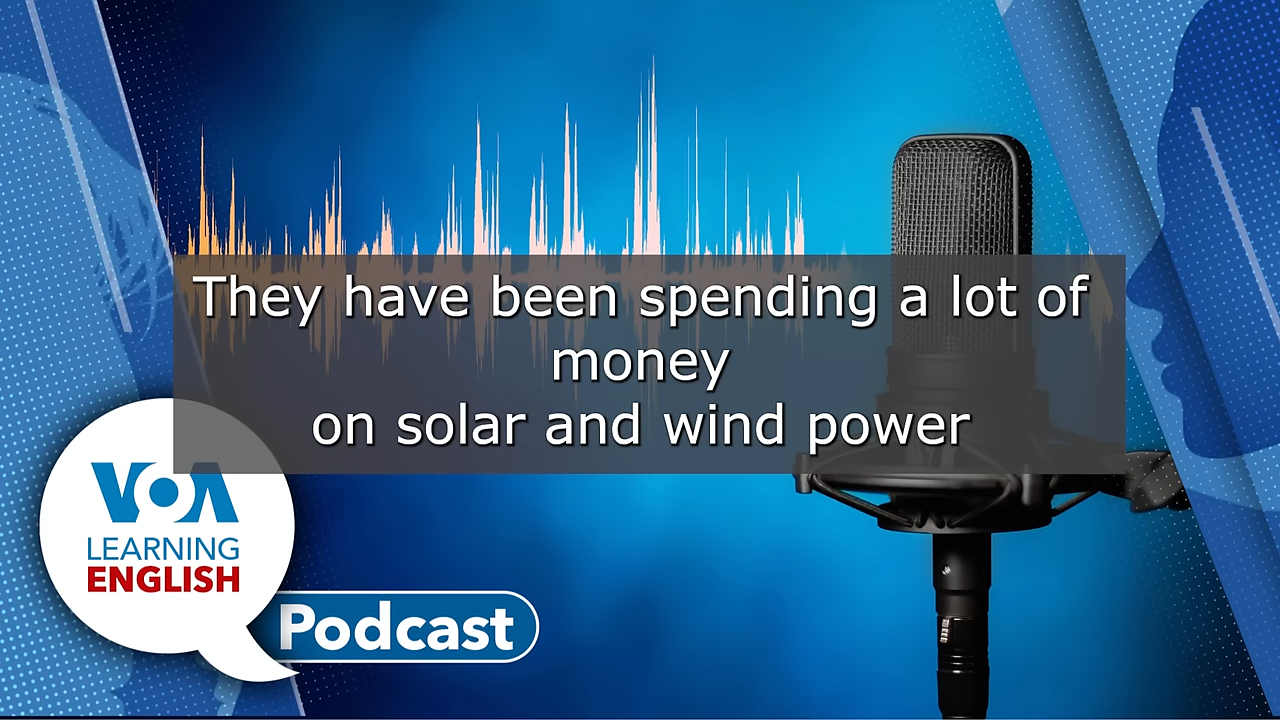 They have been spending a lot of
money
on solar and wind power
VOA
LEARNING
ENGLISH
Podcast